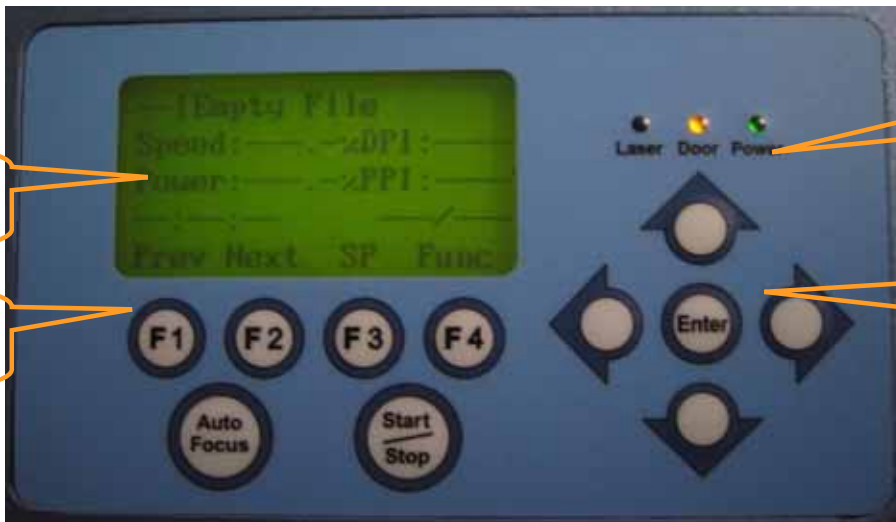 [Empty File
Speed:---.-%DPI:----
Power:---.-%PPI:----
--:--:-- ---/---
Prev Next SP Func
Laser Door Power
F1 F2 F3 F4
Enter
Auto Focus
Start
Stop